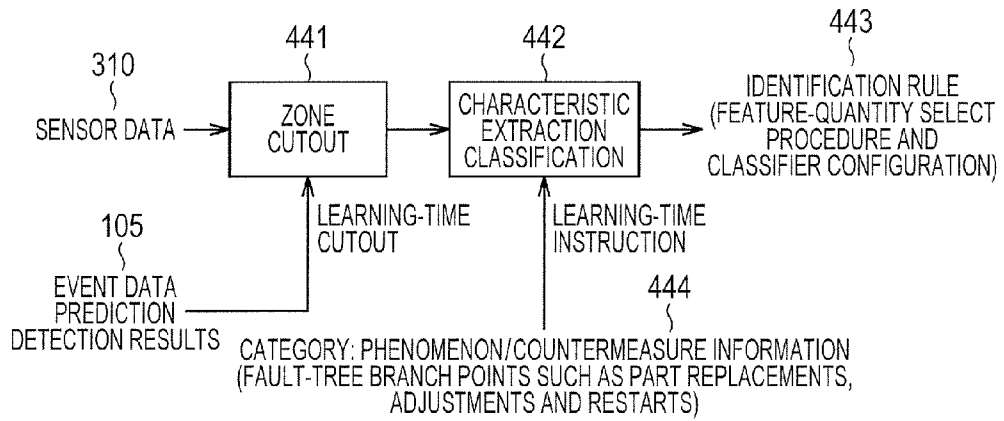 310
SENSOR DATA
441
ZONE
CUTOUT
442
CHARACTERISTIC
EXTRACTION
CLASSIFICATION
443
IDENTIFICATION RULE
(FEATURE-QUANTITY SELECT
PROCEDURE AND
CLASSIFIER CONFIGURATION)
LEARNING-TIME
CUTOUT
LEARNING-TIME
INSTRUCTION
105
EVENT DATA
PREDICTION
DETECTION RESULTS
444
CATEGORY: PHENOMENON/COUNTERMEASURE INFORMATION
(FAULT-TREE BRANCH POINTS SUCH AS PART REPLACEMENTS,
ADJUSTMENTS AND RESTARTS)